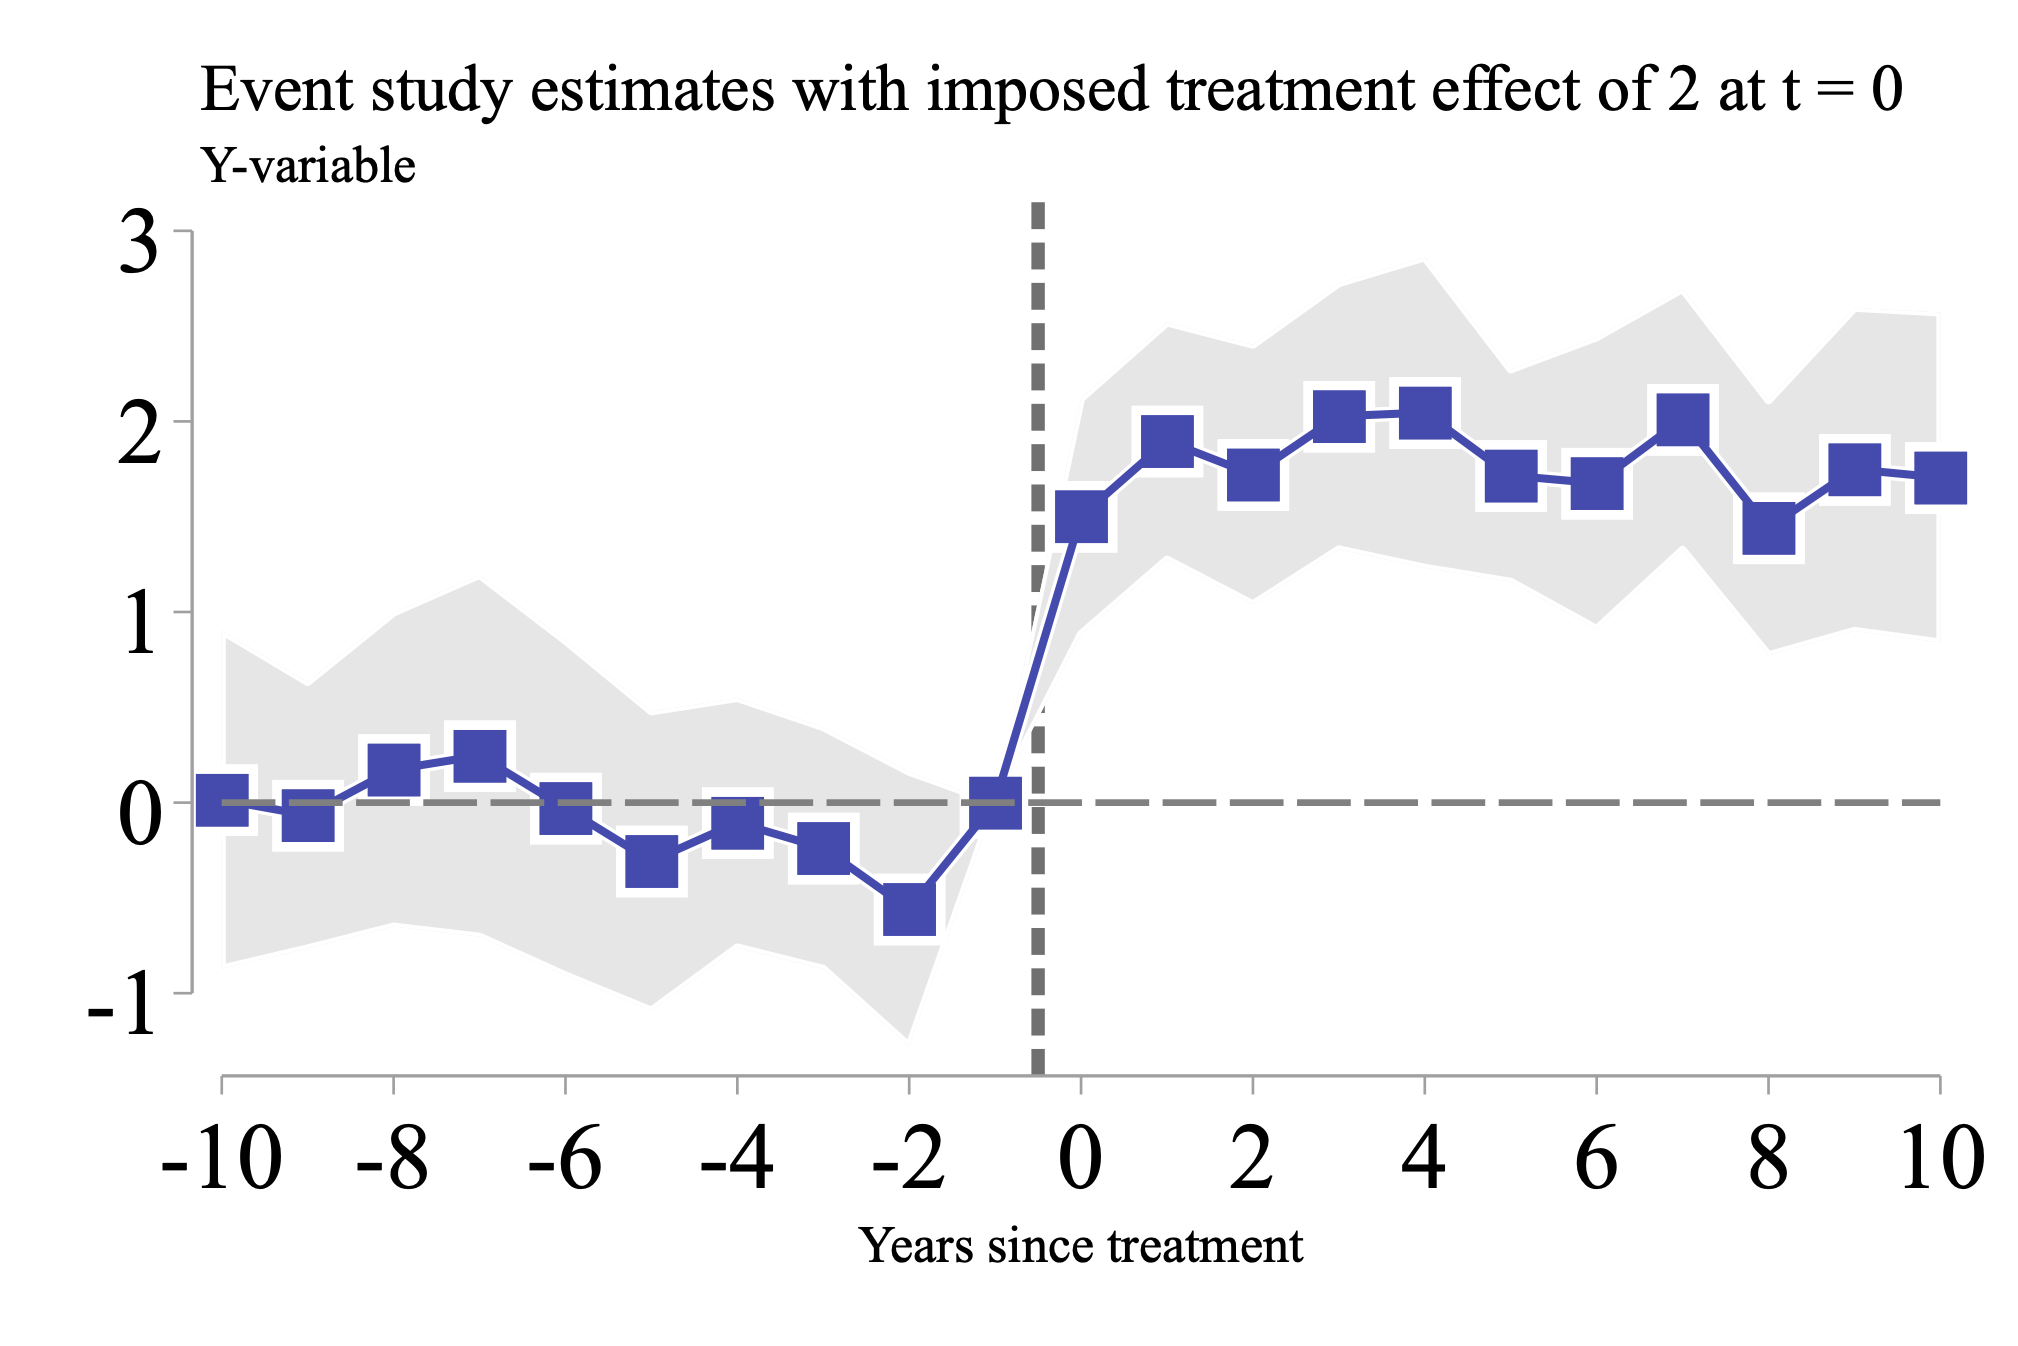 Event study estimates with imposed treatment effect of 2 at t = 0
Y-variable
3
2
1
0
-1
-10 -8 -6 -4 -2 0 2 4 6 8 10
Years since treatment